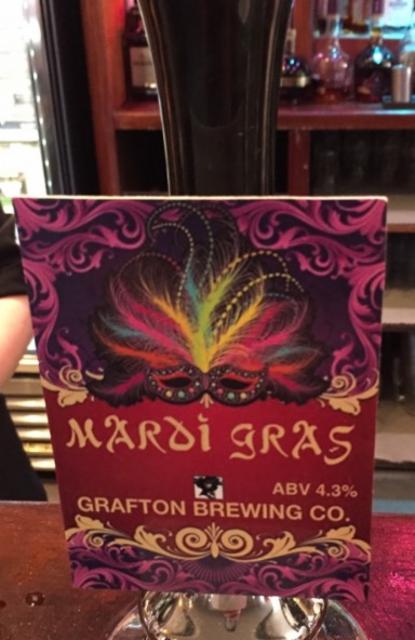 MARDI GRAS
ABV 4.3%
GRAFTON BREWING CO.